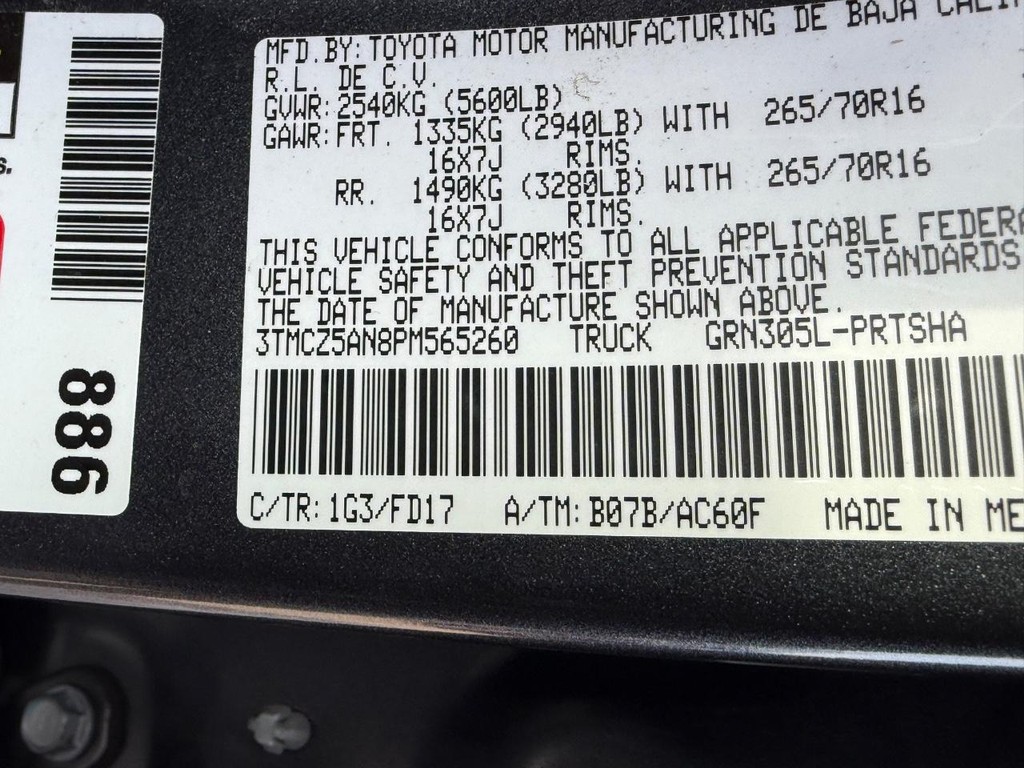 MFD.BY:TOYOTA MOTOR MANUFACTURING DE BAJA
R.L. DE C.V.
GVWR:2540KG (5600LB)
GAWR:FRT. 1335KG (2940LB) WITH 265/70R16
16X7J RIMS.
RR. 1490KG (3280LB) WITH 265/70R16
16X7J RIMS.
THIS VEHICLE CONFORMS TO ALL APPLICABLE FEDERA
VEHICLE SAFETY AND THEFT PREVENTION STANDARDS
THE DATE OF MANUFACTURE SHOWN ABOVE.
3TMCZ5AN8PM565260 TRUCK GRN305L-PRTSHA
C/TR:1G3/FD17 A/TM:B07B/AC60F MADE IN ME
886
s.